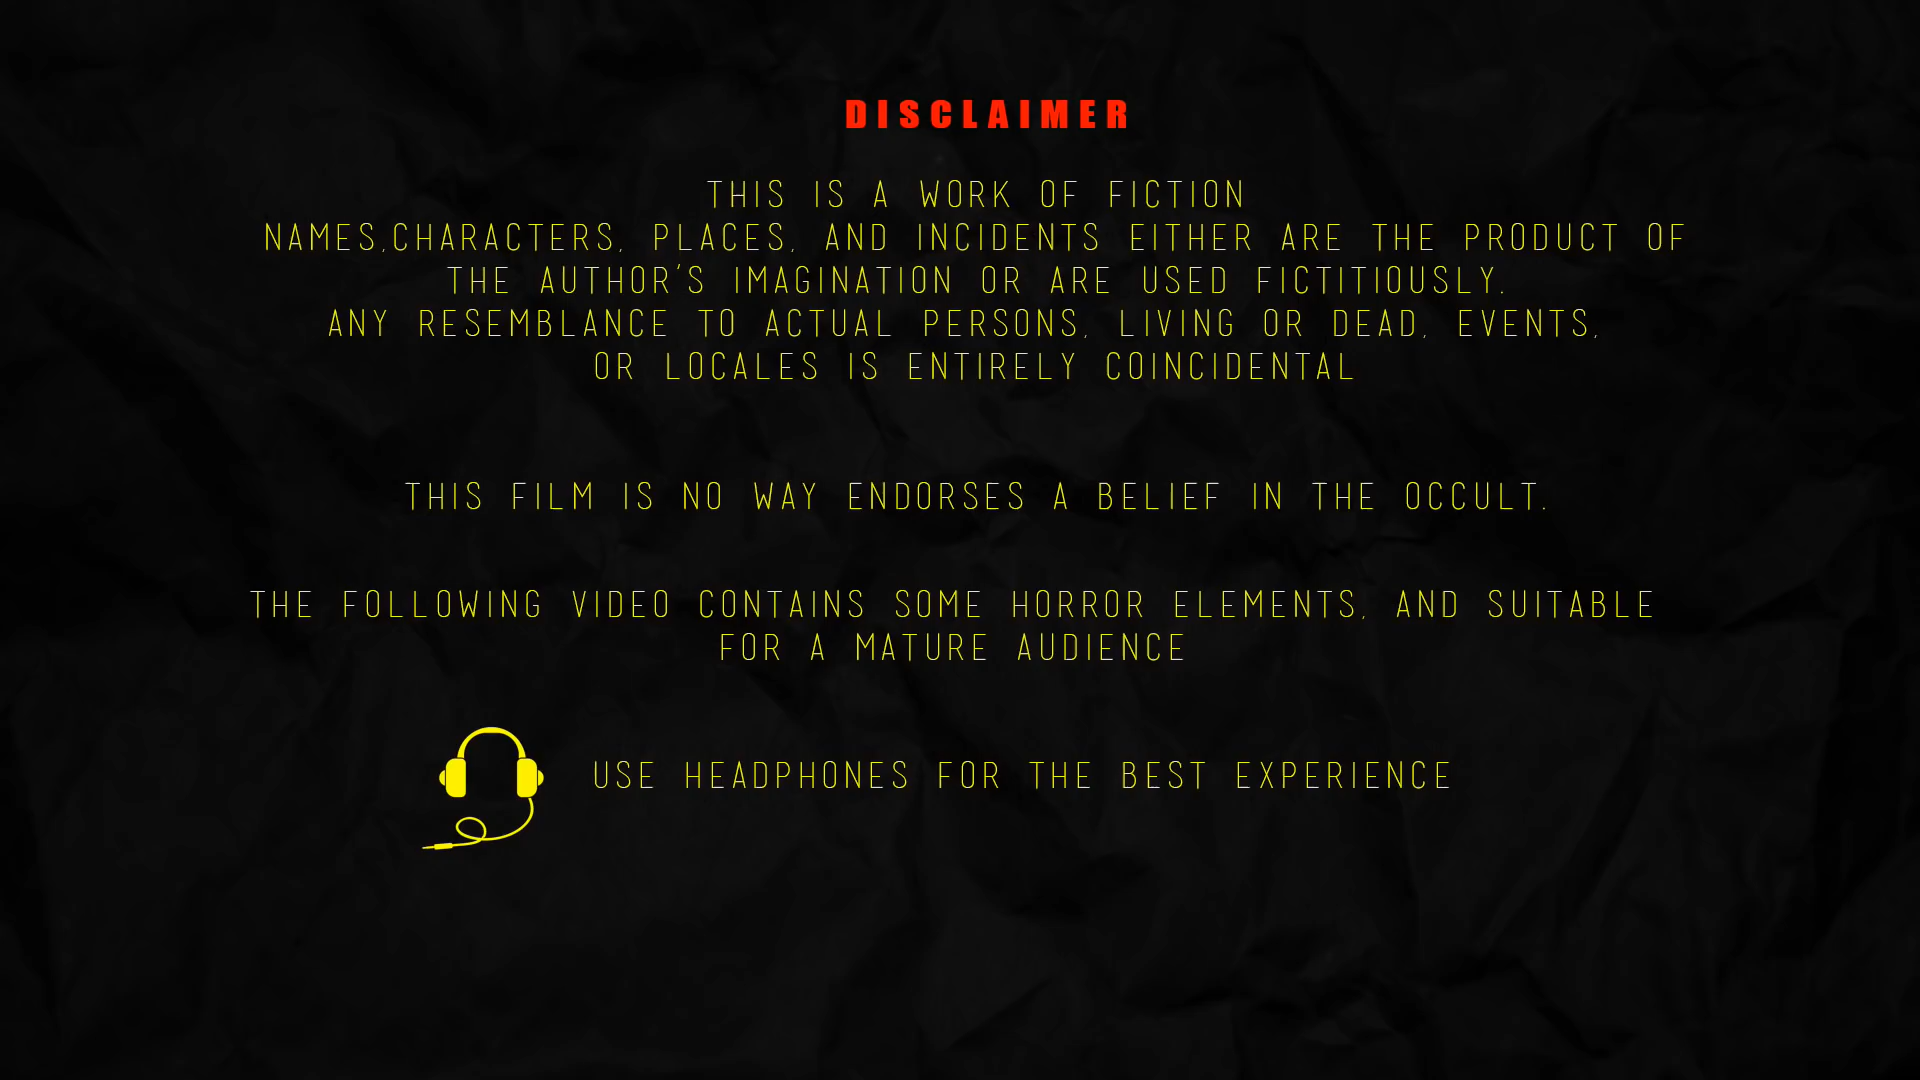 DISCLAIMER
THIS IS A WORK OF FICTION
NAMES,CHARACTERS, PLACES, AND INCIDENTS EITHER ARE THE PRODUCT OF
THE AUTHOR'S IMAGINATION OR ARE USED FICTITIOUSLY.
ANY RESEMBLANCE TO ACTUAL PERSONS, LIVING OR DEAD, EVENTS,
OR LOCALES IS ENTIRELY COINCIDENTAL
THIS FILM IS NO WAY ENDORSES A BELIEF IN THE OCCULT.
THE FOLLOWING VIDEO CONTAINS SOME HORROR ELEMENTS, AND SUITABLE
FOR A MATURE AUDIENCE
USE HEADPHONES FOR THE BEST EXPERIENCE